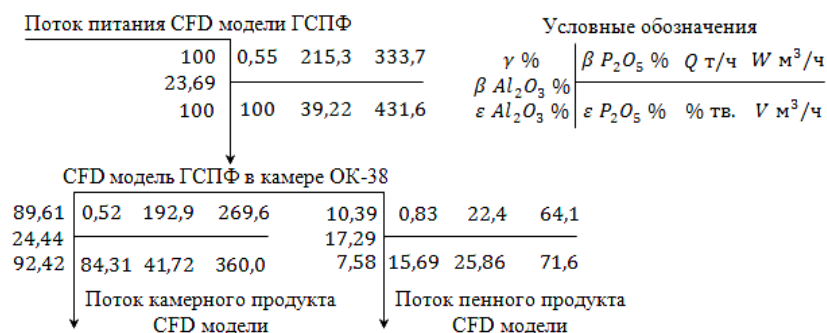 Поток питания CFD модели ГСПФ
Условные обозначения
100 0,55 215,3 333,7
23,69
100 100 39,22 431,6
γ % β P₂O₅ % Q т/ч W м³/ч
β Al₂O₃ %
ε Al₂O₃ % ε P₂O₅ % % тв. V м³/ч
CFD модель ГСПФ в камере ОК-38
89,61 0,52 192,9 269,6
24,44
92,42 84,31 41,72 360,0
10,39 0,83 22,4 64,1
17,29
7,58 15,69 25,86 71,6
Поток камерного продукта
CFD модели
Поток пенного продукта
CFD модели